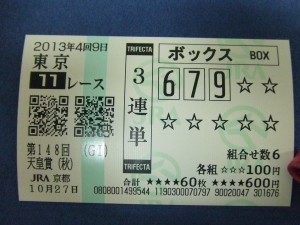 2013年4回9日
東京
11 レース
第148回
天皇賞(秋)
(GI)
JRA 京都
10月27日
TRIFECTA
3連単
TRIFECTA
ボックス BOX
6 7 9 ☆ ☆
☆ ☆ ☆ ☆ ☆
組合せ数6
各組 ☆☆☆100円
合計 ★★★★60枚 ★★★★600円
0808001499544 1190300070797 90020047 301676